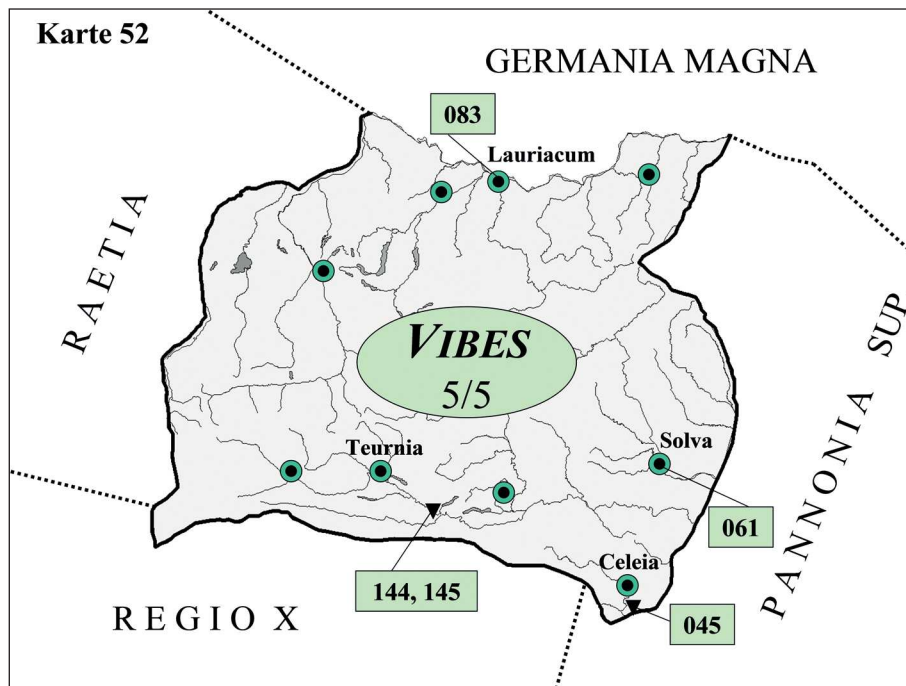 Karte 52
GERMANIA MAGNA
083
Lauriacum
RAETIA
VIBES
5/5
PANNONIA SUP
Teurnia
Solva
061
Celeia
144, 145
REGIO X
045